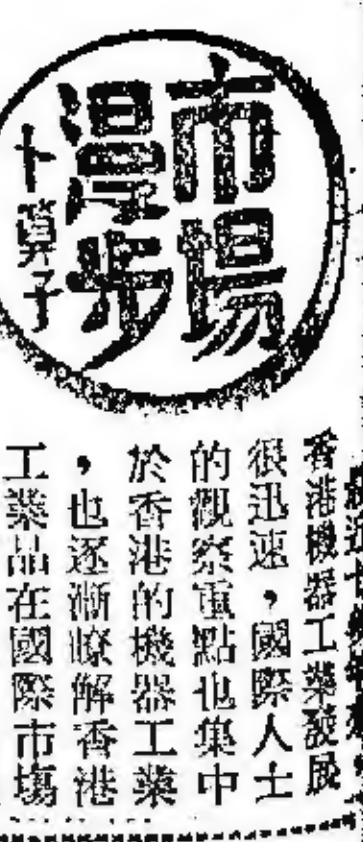 市場
漫步
卜算子
香港機器工業發展
很迅速，國際人士
的觀察重點也集中
於香港的機器工業
，也逐漸瞭解香港
工業品在國際市場